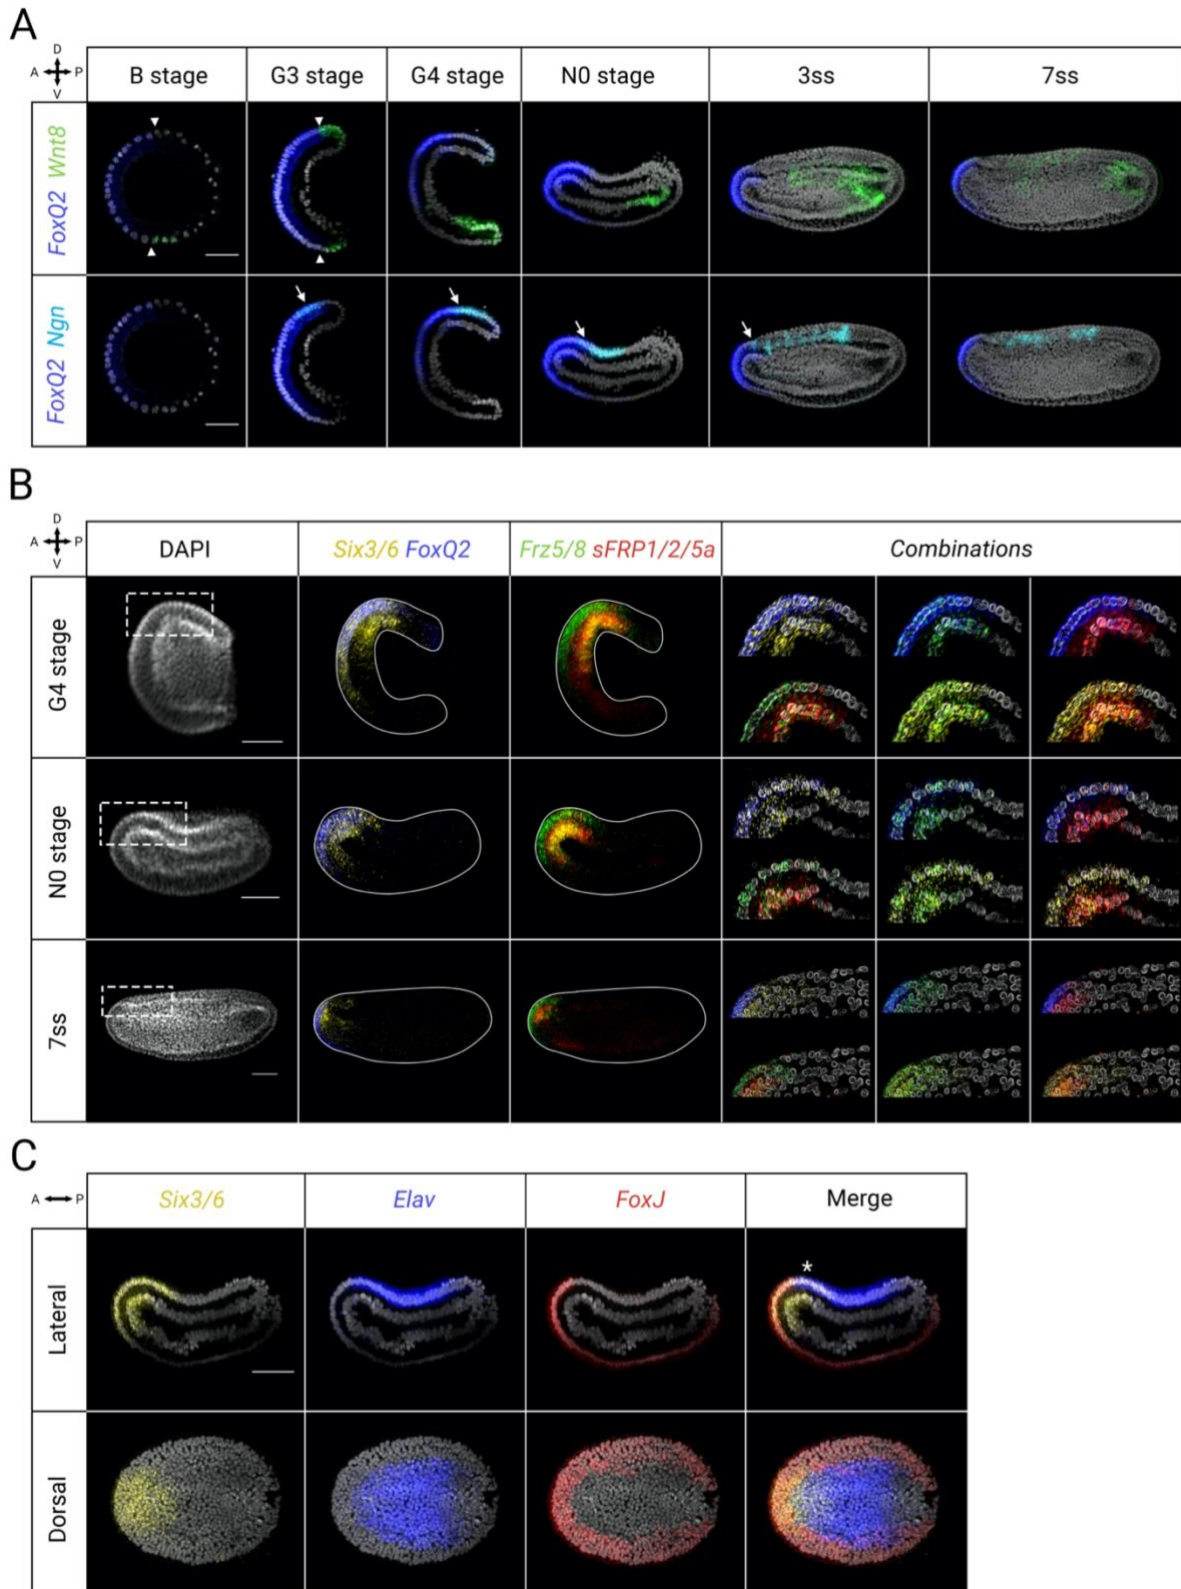 A
D
A P
V
B stage G3 stage G4 stage N0 stage 3ss 7ss
FoxQ2 Wnt8
FoxQ2 Ngn
B
D
A P
V
DAPI Six3/6 FoxQ2 Frz5/8 sFRP1/2/5a Combinations
G4 stage
N0 stage
7ss
C
A P
Six3/6 Elav FoxJ Merge
Lateral
*
Dorsal